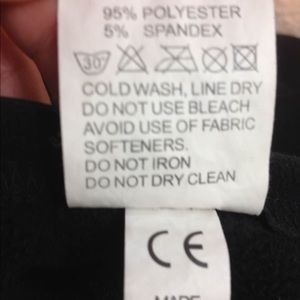 95% POLYESTER
5% SPANDEX
30°
COLD WASH, LINE DRY
DO NOT USE BLEACH
AVOID USE OF FABRIC
SOFTENERS.
DO NOT IRON
DO NOT DRY CLEAN
CE
MADE